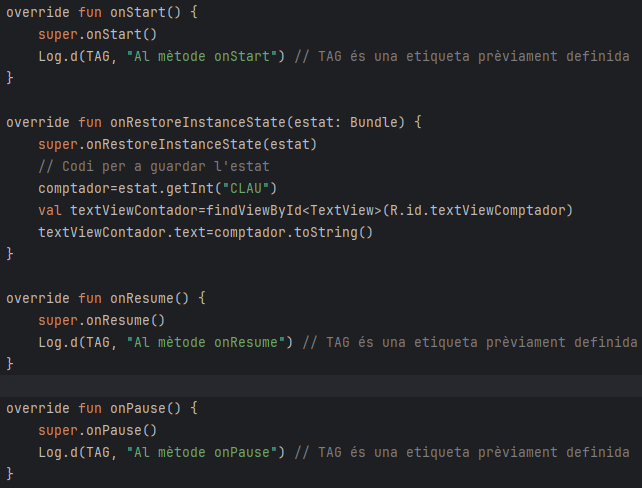 override fun onStart() {
    super.onStart()
    Log.d(TAG, "Al mètode onStart") // TAG és una etiqueta prèviament definida
}
override fun onRestoreInstanceState(estat: Bundle) {
    super.onRestoreInstanceState(estat)
    // Codi per a guardar l'estat
    comptador=estat.getInt("CLAU")
    val textViewContador=findViewById<TextView>(R.id.textViewComptador)
    textViewContador.text=comptador.toString()
}
override fun onResume() {
    super.onResume()
    Log.d(TAG, "Al mètode onResume") // TAG és una etiqueta prèviament definida
}
override fun onPause() {
    super.onPause()
    Log.d(TAG, "Al mètode onPause") // TAG és una etiqueta prèviament definida
}